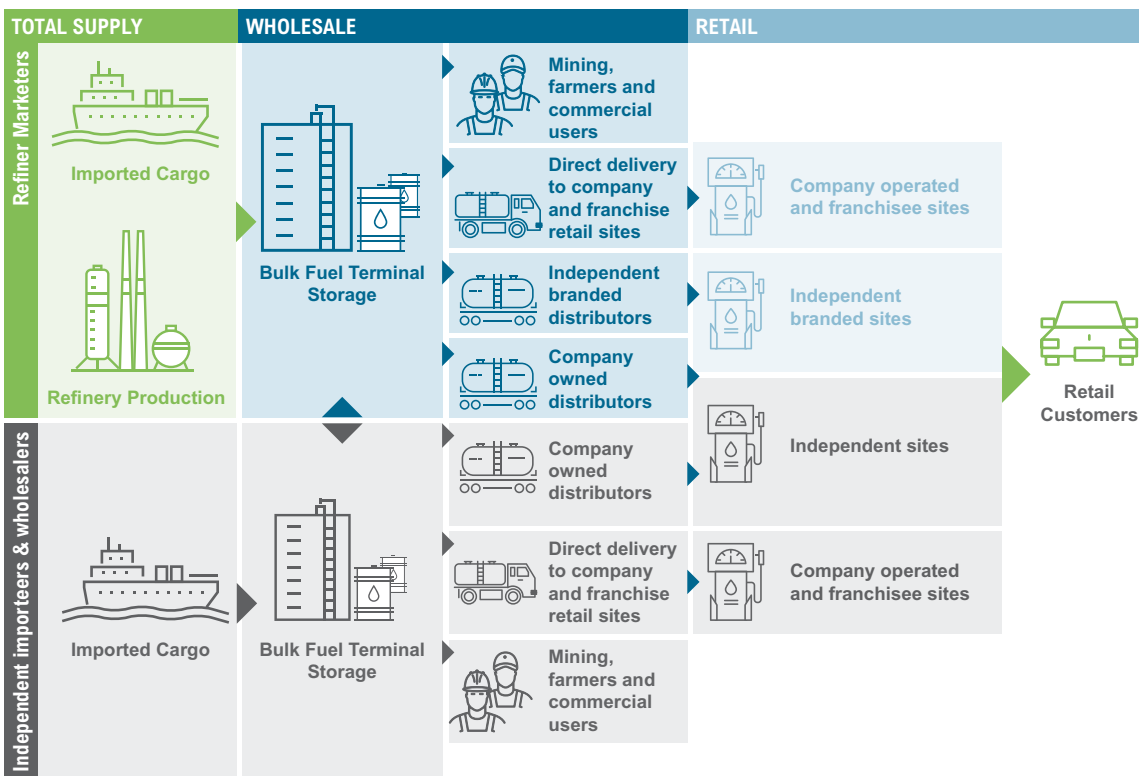 TOTAL SUPPLY
WHOLESALE
RETAIL
Refiner Marketers
Imported Cargo
Refinery Production
Bulk Fuel Terminal
Storage
Mining,
farmers and
commercial
users
Direct delivery
to company
and franchise
retail sites
Company operated
and franchisee sites
Independent
branded
distributors
Independent
branded sites
Company
owned
distributors
Retail
Customers
Independent importeers & wholesalers
Imported Cargo
Bulk Fuel Terminal
Storage
Company
owned
distributors
Independent sites
Direct delivery
to company
and franchise
retail sites
Company operated
and franchisee sites
Mining,
farmers and
commercial
users